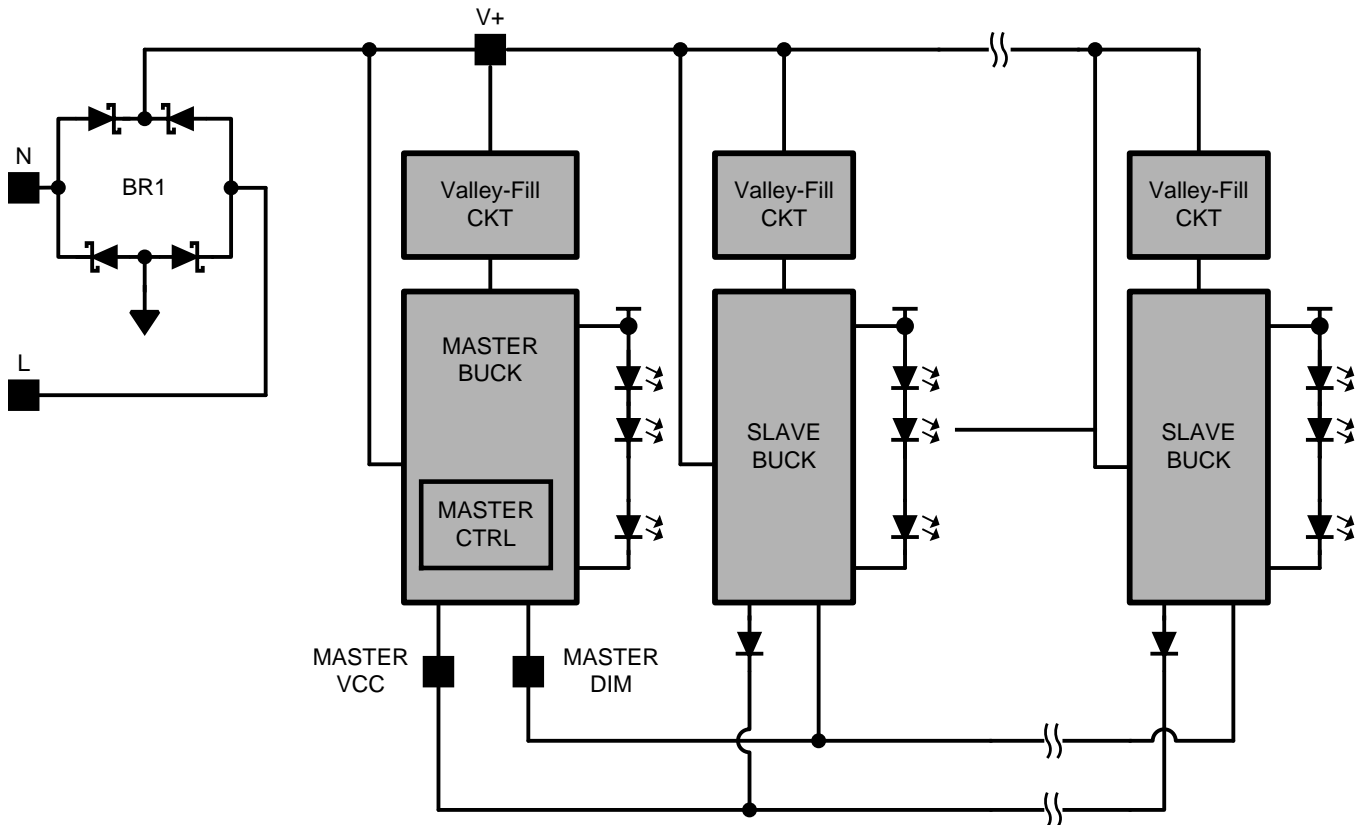 V+
N
BR1
L
Valley-Fill
CKT
Valley-Fill
CKT
Valley-Fill
CKT
MASTER
BUCK
SLAVE
BUCK
SLAVE
BUCK
MASTER
CTRL
MASTER
VCC
MASTER
DIM